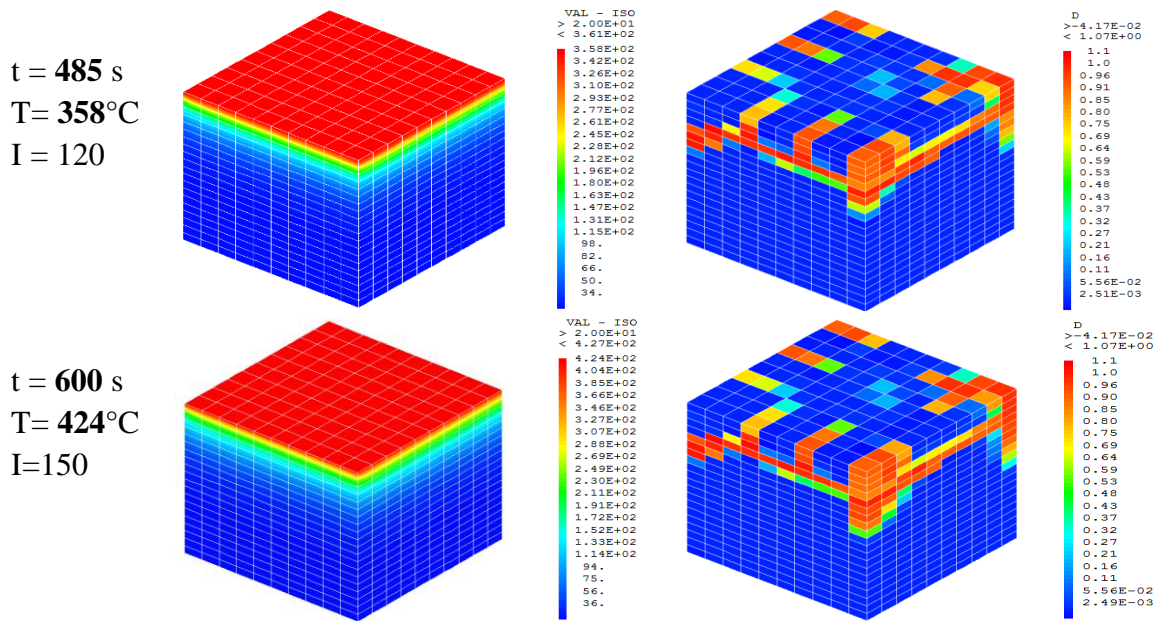 t = 485 s
T= 358°C
I = 120
VAL - ISO
> 2.00E+01
< 3.61E+02
3.58E+02
3.42E+02
3.26E+02
3.10E+02
2.93E+02
2.77E+02
2.61E+02
2.45E+02
2.28E+02
2.12E+02
1.96E+02
1.80E+02
1.63E+02
1.47E+02
1.31E+02
1.15E+02
98.
82.
66.
50.
34.
D
>-4.17E-02
< 1.07E+00
1.1
1.0
0.96
0.91
0.85
0.80
0.75
0.69
0.64
0.59
0.53
0.48
0.43
0.37
0.32
0.27
0.21
0.16
0.11
5.56E-02
2.51E-03
t = 600 s
T= 424°C
I=150
VAL - ISO
> 2.00E+01
< 4.27E+02
4.24E+02
4.04E+02
3.85E+02
3.66E+02
3.46E+02
3.27E+02
3.07E+02
2.88E+02
2.69E+02
2.49E+02
2.30E+02
2.11E+02
1.91E+02
1.72E+02
1.52E+02
1.33E+02
1.14E+02
94.
75.
56.
36.
D
>-4.17E-02
< 1.07E+00
1.1
1.0
0.96
0.90
0.85
0.80
0.75
0.69
0.64
0.59
0.53
0.48
0.43
0.37
0.32
0.27
0.21
0.16
0.11
5.56E-02
2.49E-03